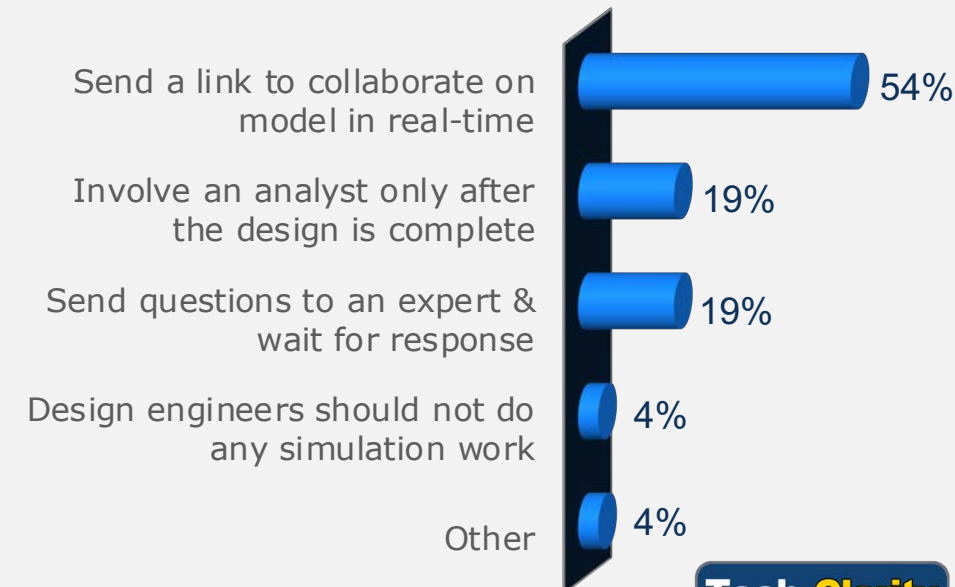 Send a link to collaborate on
model in real-time
54%
Involve an analyst only after
the design is complete
19%
Send questions to an expert &
wait for response
19%
Design engineers should not do
any simulation work
4%
Other
4%
Tech-Clarity